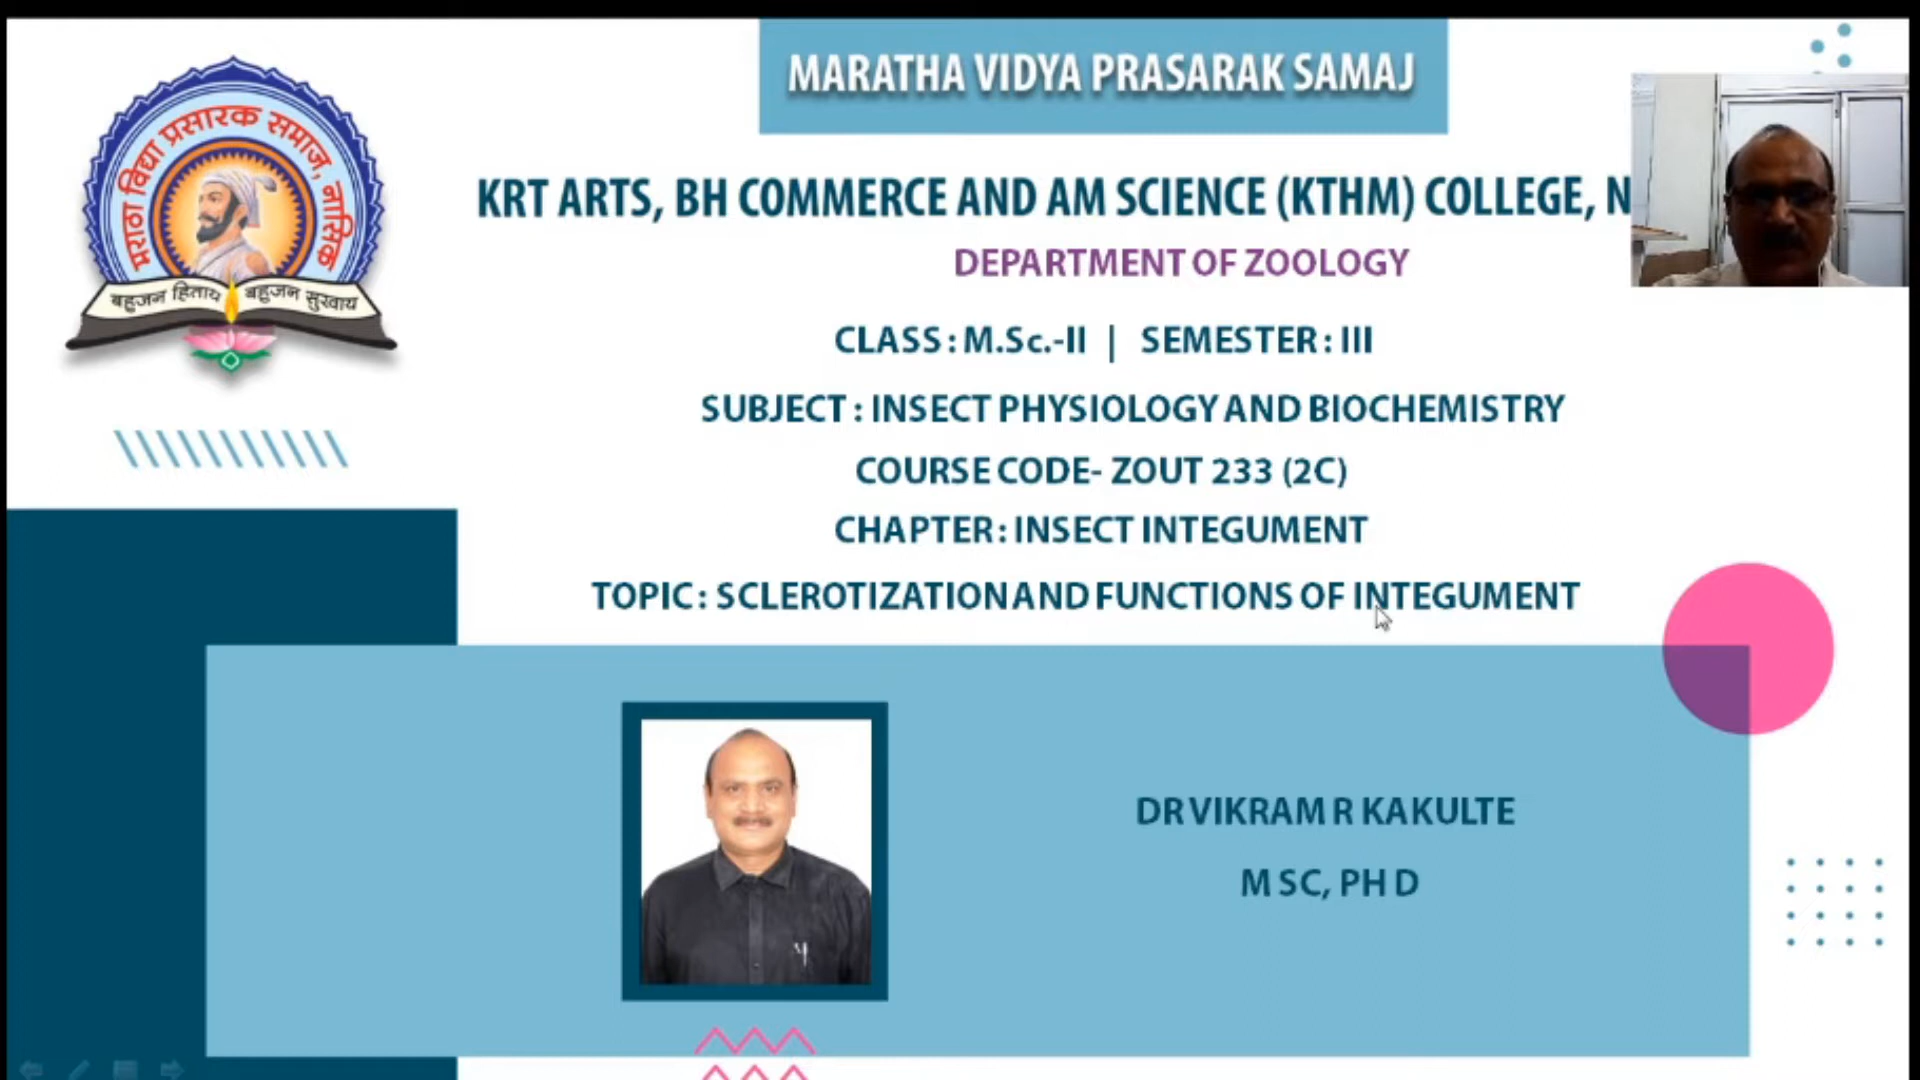 मराठा विद्या प्रसारक समाज, नासिक
बहुजन हिताय बहुजन सुखाय
MARATHA VIDYA PRASARAK SAMAJ
KRT ARTS, BH COMMERCE AND AM SCIENCE (KTHM) COLLEGE, N
DEPARTMENT OF ZOOLOGY
CLASS : M.Sc.-II | SEMESTER : III
SUBJECT : INSECT PHYSIOLOGY AND BIOCHEMISTRY
COURSE CODE- ZOUT 233 (2C)
CHAPTER : INSECT INTEGUMENT
TOPIC : SCLEROTIZATION AND FUNCTIONS OF INTEGUMENT
DR VIKRAM R KAKULTE
M SC, PH D